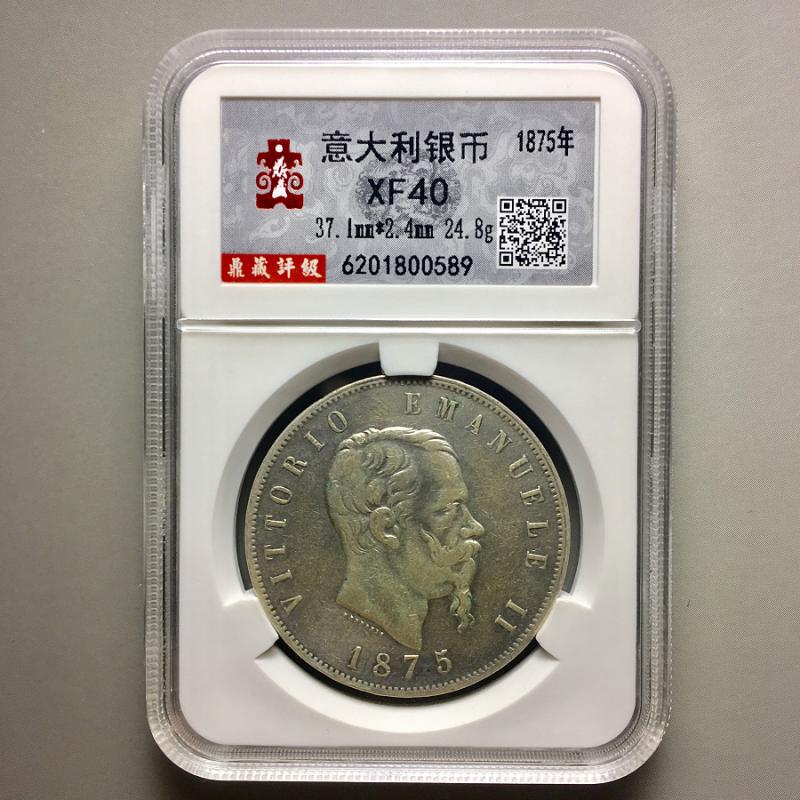 意大利银币 1875年
XF40
37.1mm*2.4mm 24.8g
鼎藏評級 6201800589
VITTORIO EMANUELE II
1875